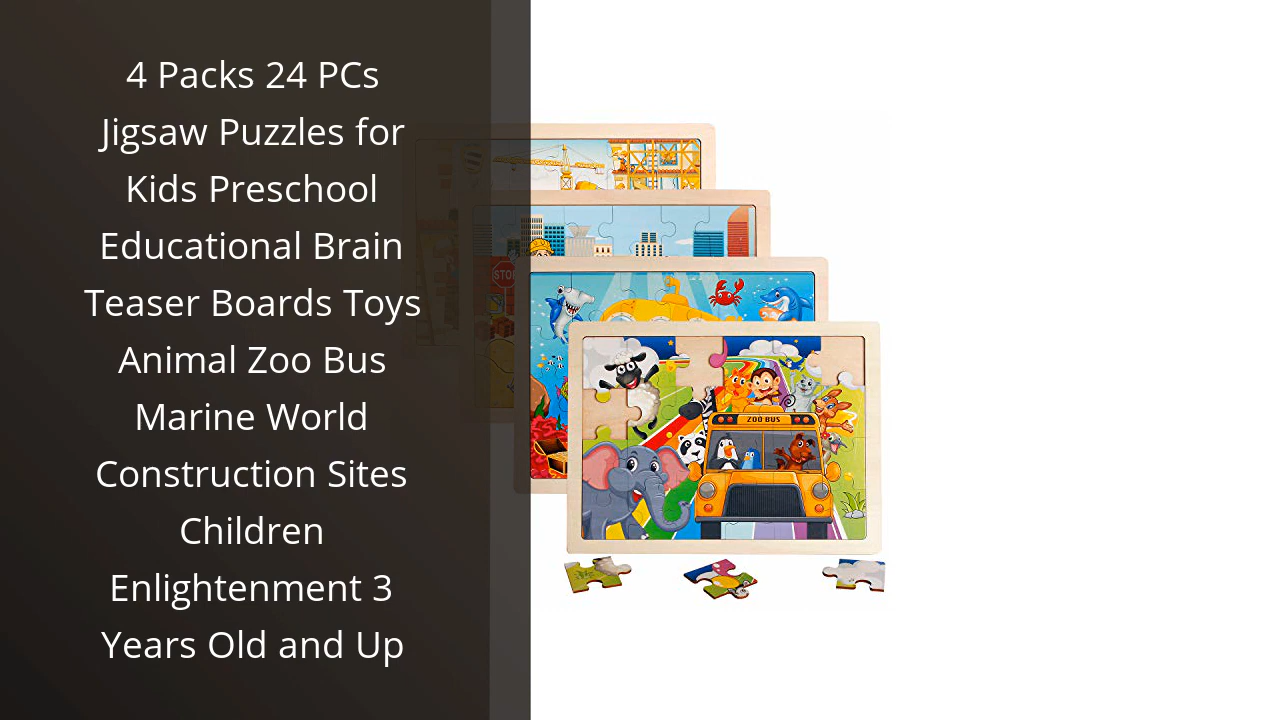 4 Packs 24 PCs
Jigsaw Puzzles for
Kids Preschool
Educational Brain
Teaser Boards Toys
Animal Zoo Bus
Marine World
Construction Sites
Children
Enlightenment 3
Years Old and Up
STOP
ZOO BUS